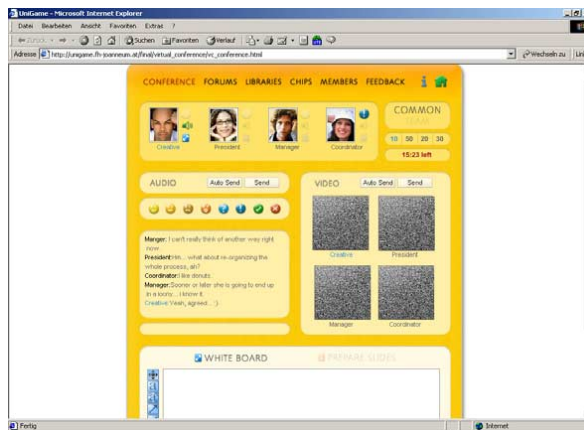 UniGame - Microsoft Internet Explorer
Datei Bearbeiten Ansicht Favoriten Extras ?
Zurück Suchen Favoriten Verlauf
Adresse http://unigame.fh-joanneum.at/final/virtual_conference/vc_conference.html Wechseln zu
CONFERENCE FORUMS LIBRARIES CHIPS MEMBERS FEEDBACK
COMMON
TEAM
Creative President Manager Coordinator
10 50 20 30
15:23 left
AUDIO Auto Send Send
VIDEO Auto Send Send
Manger: I can't really think of another way right
now.
President:Hm... what about re-organizing the
whole process, ah?
Coordinator:I like donuts.
Manager:Sooner or later she is going to end up
in a loony... I know it.
Creative:Yeah, agreed... :).
Creative President
Manager Coordinator
WHITE BOARD PREPARE SLIDES
Fertig Internet